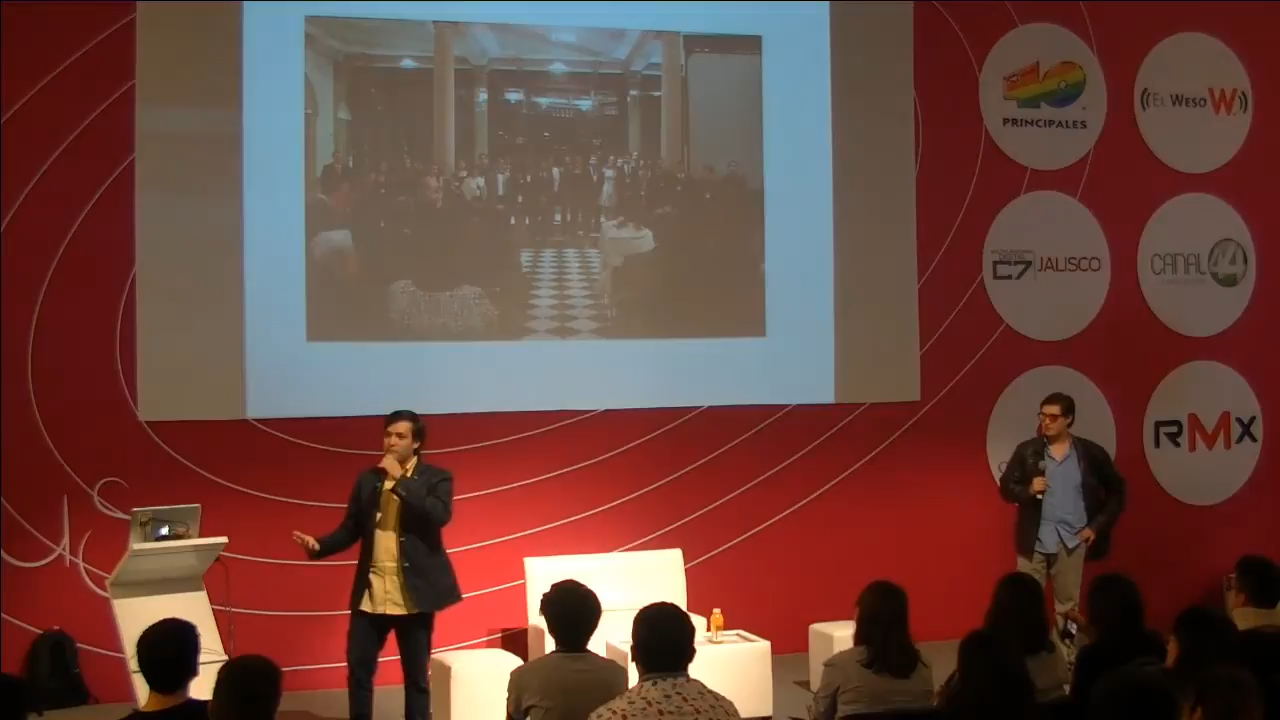 40
PRINCIPALES
EL WESO W
C7 JALISCO
CANAL 44
RMX